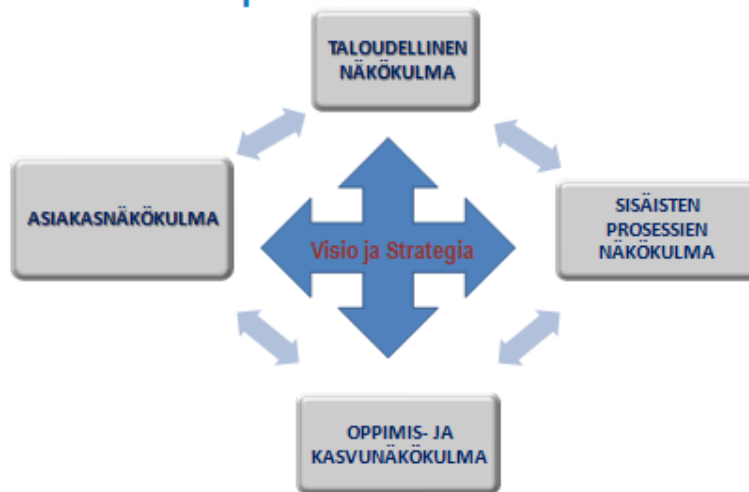 TALOUDELLINEN
NÄKÖKULMA
ASIAKASNÄKÖKULMA
Visio ja Strategia
SISÄISTEN
PROSESSIEN
NÄKÖKULMA
OPPIMIS- JA
KASVUNÄKÖKULMA